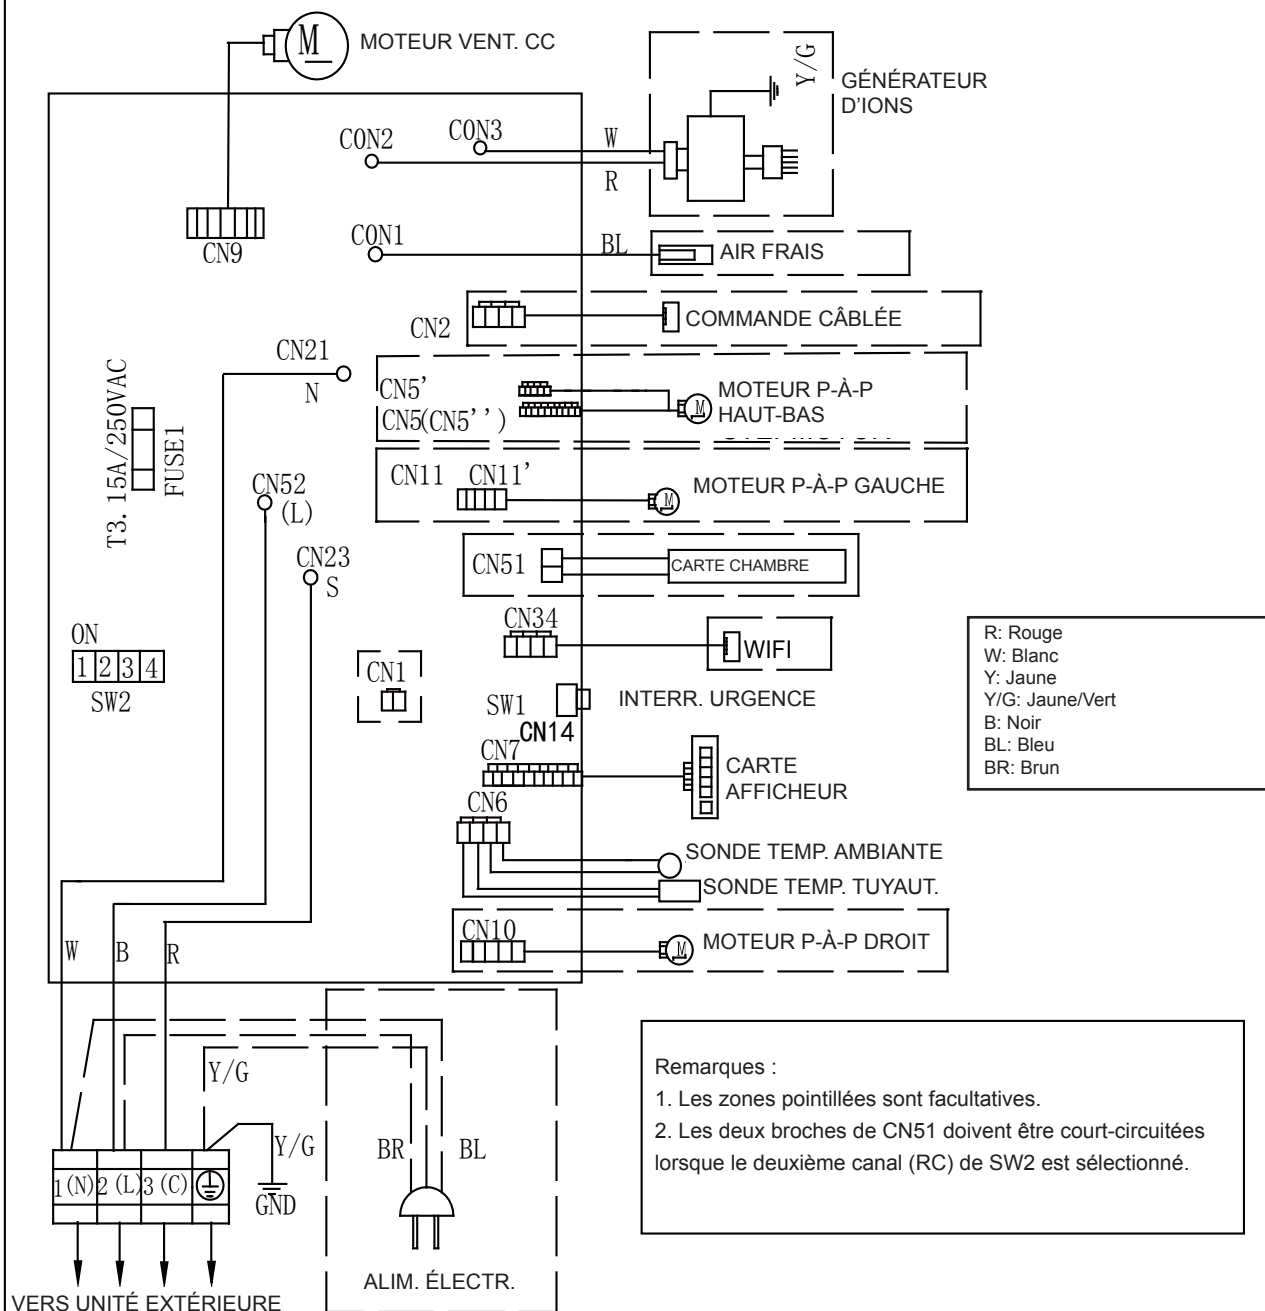 M
MOTEUR VENT. CC
Y/G
GÉNÉRATEUR
D'IONS
CON2
CON3
W
R
CN9
CON1
BL
AIR FRAIS
CN2
COMMANDE CÂBLÉE
CN21
N
CN5'
CN5(CN5'')
M
MOTEUR P-À-P
HAUT-BAS
T3. 15A/250VAC
FUSE1
CN11
CN11'
M
MOTEUR P-À-P GAUCHE
CN52
(L)
CN51
CARTE CHAMBRE
CN23
S
CN34
WIFI
ON
1 2 3 4
SW2
CN1
SW1
INTERR. URGENCE
CN14
CN7
CARTE
AFFICHEUR
R: Rouge
W: Blanc
Y: Jaune
Y/G: Jaune/Vert
B: Noir
BL: Bleu
BR: Brun
CN6
SONDE TEMP. AMBIANTE
SONDE TEMP. TUYAUT.
CN10
M
MOTEUR P-À-P DROIT
W
B
R
Y/G
Y/G
GND
BR
BL
1(N) 2(L) 3(C)
ALIM. ÉLECTR.
VERS UNITÉ EXTÉRIEURE
Remarques :
1. Les zones pointillées sont facultatives.
2. Les deux broches de CN51 doivent être court-circuitées
lorsque le deuxième canal (RC) de SW2 est sélectionné.